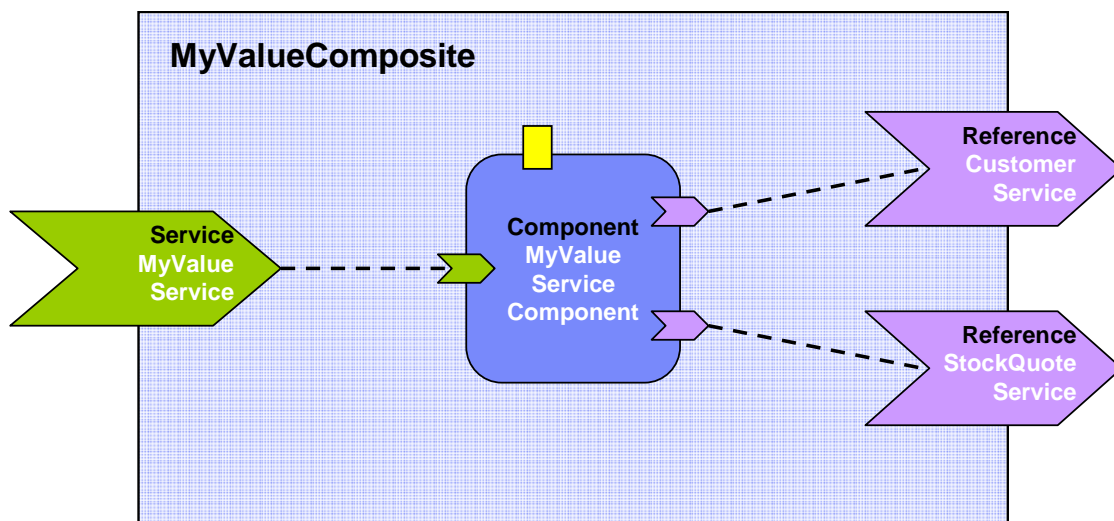 MyValueComposite
Service
MyValue
Service
Component
MyValue
Service
Component
Reference
Customer
Service
Reference
StockQuote
Service